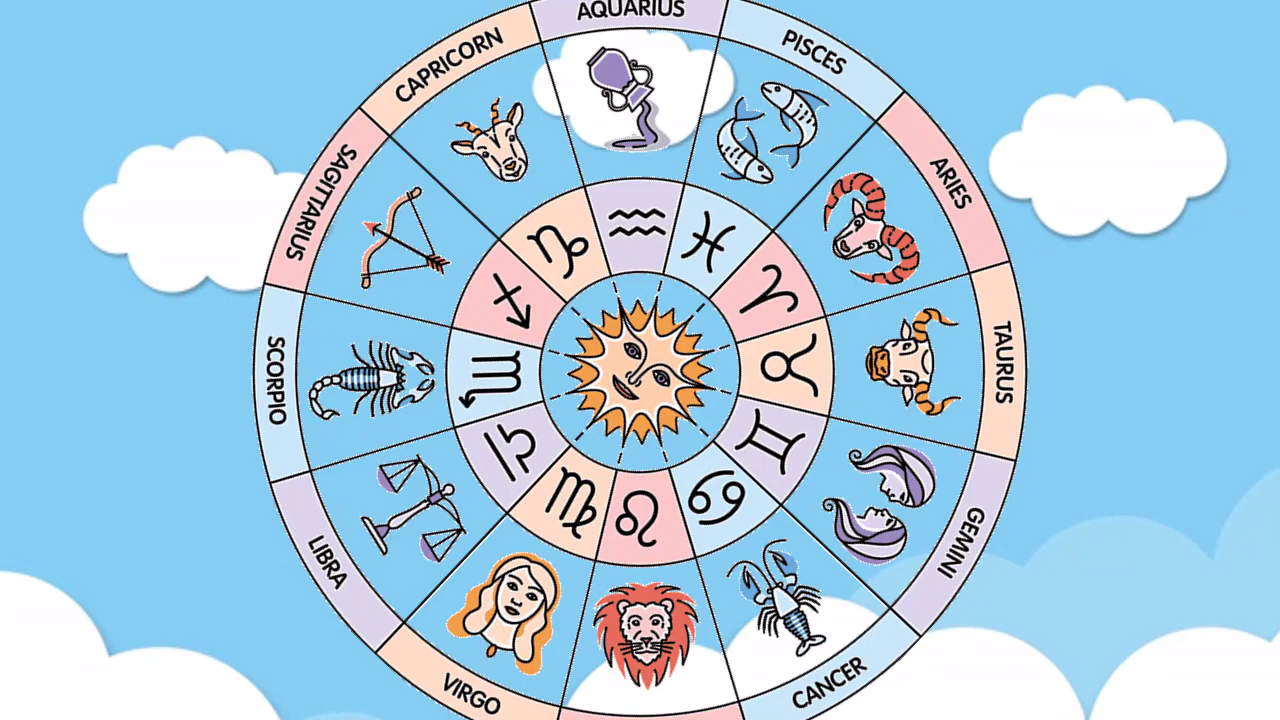 AQUARIUS
PISCES
ARIES
TAURUS
GEMINI
CANCER
VIRGO
LIBRA
SCORPIO
SAGITTARIUS
CAPRICORN